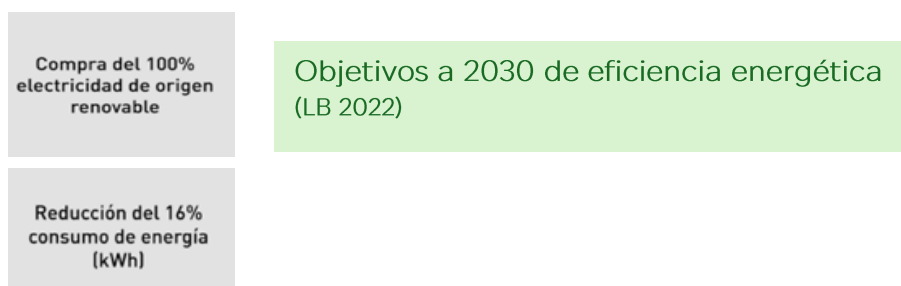 Compra del 100%
electricidad de origen
renovable
Objetivos a 2030 de eficiencia energética
(LB 2022)
Reducción del 16%
consumo de energía
(kWh)